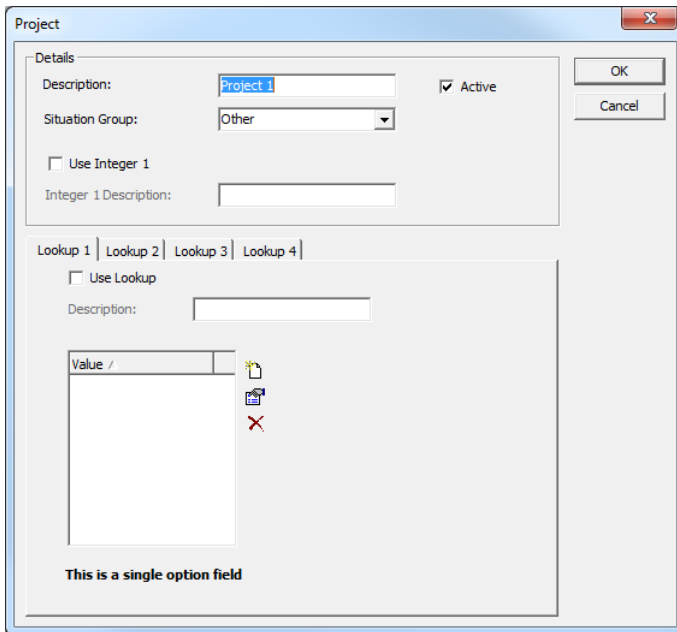 Project
Details
Description: Project 1 Active
Situation Group: Other
Use Integer 1
Integer 1 Description:
OK
Cancel
Lookup 1 Lookup 2 Lookup 3 Lookup 4
Use Lookup
Description:
Value
This is a single option field